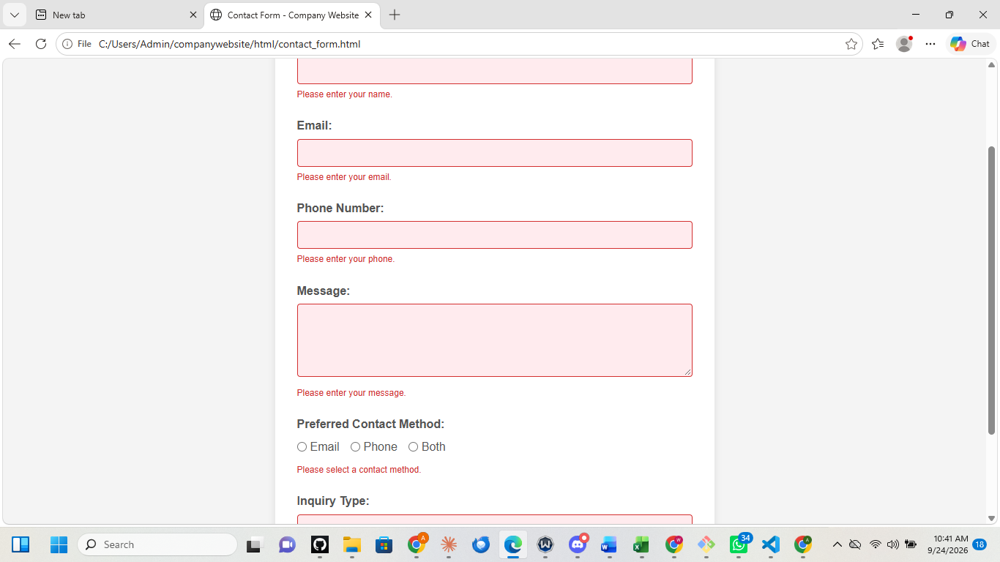 New tab
Contact Form - Company Website
File C:/Users/Admin/companywebsite/html/contact_form.html
Chat
Please enter your name.
Email:
Please enter your email.
Phone Number:
Please enter your phone.
Message:
Please enter your message.
Preferred Contact Method:
Email Phone Both
Please select a contact method.
Inquiry Type:
Search
A
W
W
X
W
34
A
10:41 AM
9/24/2026
18